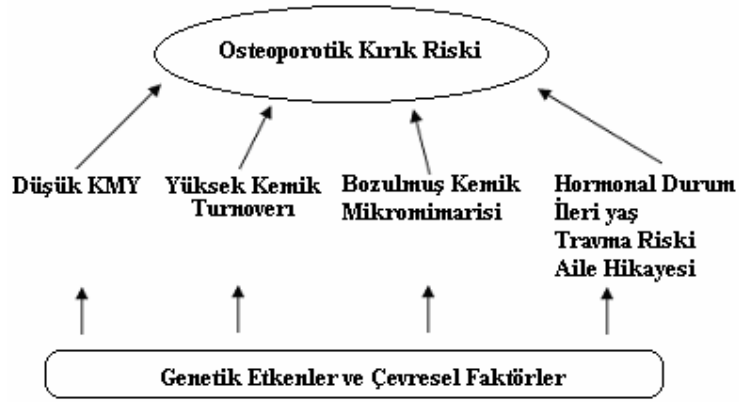 Osteoporotik Kırık Riski
Düşük KMY
Yüksek Kemik
Turnoverı
Bozulmuş Kemik
Mikromimarisi
Hormonal Durum
İleri yaş
Travma Riski
Aile Hikayesi
Genetik Etkenler ve Çevresel Faktörler